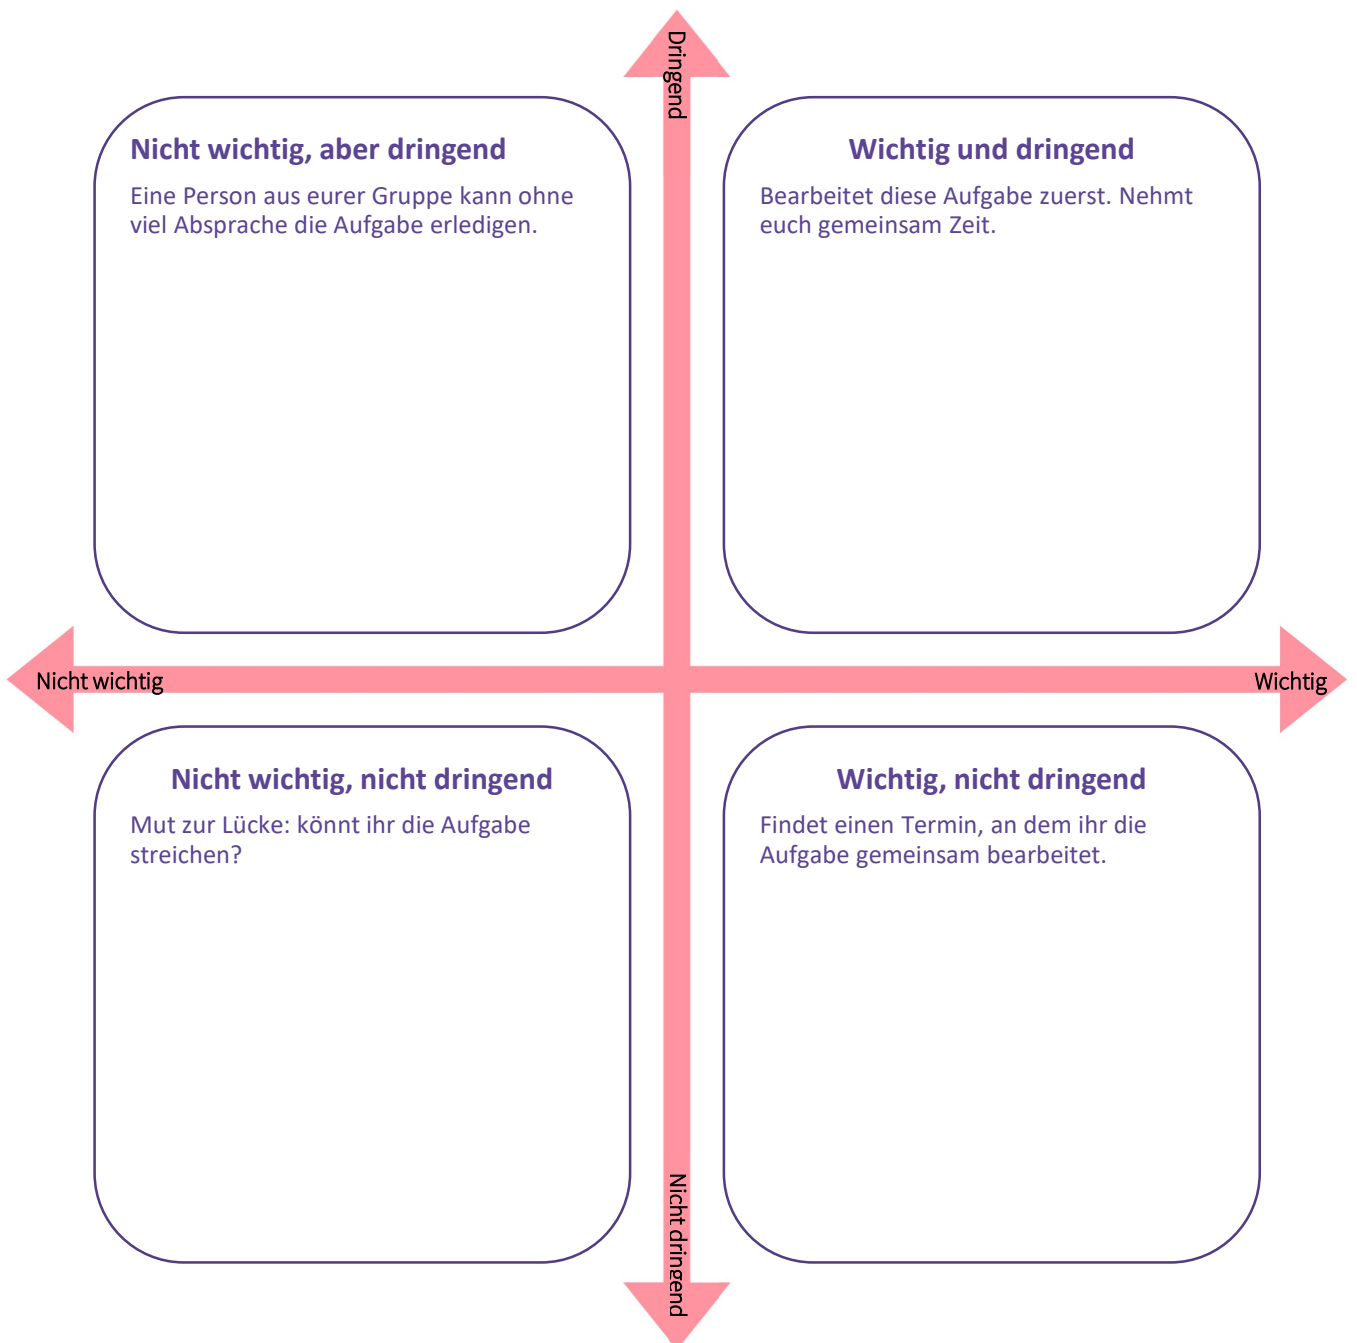 Dringend
Nicht wichtig, aber dringend
Eine Person aus eurer Gruppe kann ohne
viel Absprache die Aufgabe erledigen.
Wichtig und dringend
Bearbeitet diese Aufgabe zuerst. Nehmt
euch gemeinsam Zeit.
Nicht wichtig
Wichtig
Nicht wichtig, nicht dringend
Mut zur Lücke: könnt ihr die Aufgabe
streichen?
Wichtig, nicht dringend
Findet einen Termin, an dem ihr die
Aufgabe gemeinsam bearbeitet.
Nicht dringend